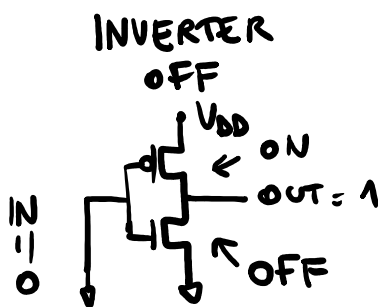 INVERTER
OFF
VDD
ON
OUT = 1
IN = 0
OFF